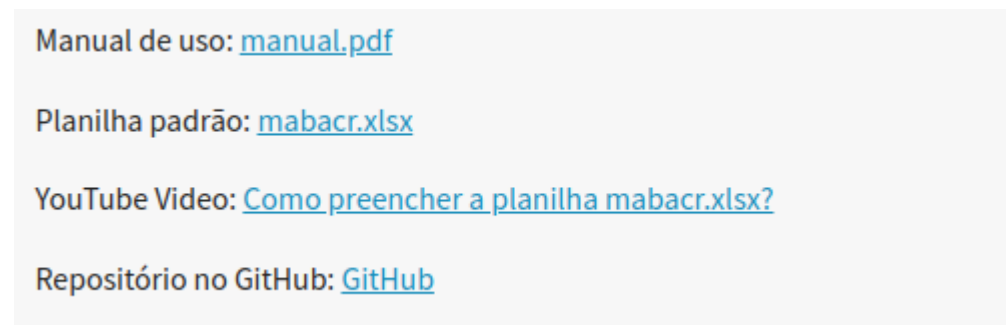 Manual de uso: manual.pdf
Planilha padrão: mabacr.xlsx
YouTube Video: Como preencher a planilha mabacr.xlsx?
Repositório no GitHub: GitHub